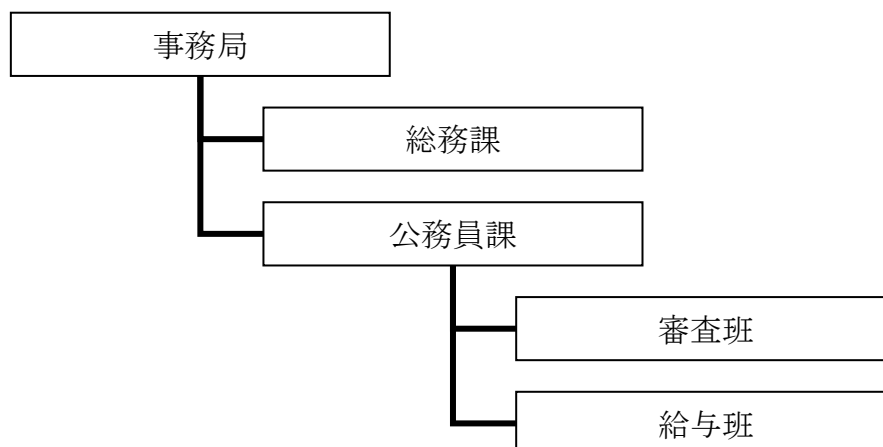 事務局
総務課
公務員課
審査班
給与班